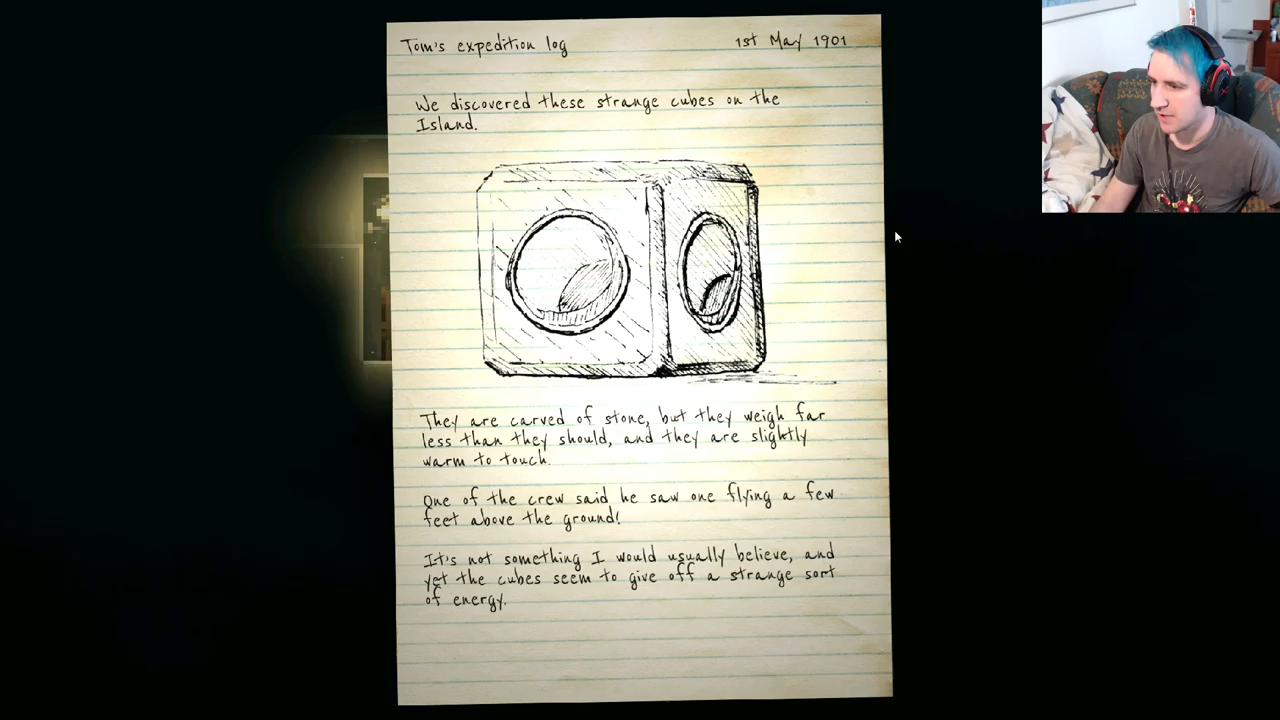 Tom's expedition log 1st May 1901
We discovered these strange cubes on the
Island.
They are carved of stone, but they weigh far
less than they should, and they are slightly
warm to touch.
One of the crew said he saw one flying a few
feet above the ground!
It's not something I would usually believe, and
yet the cubes seem to give off a strange sort
of energy.